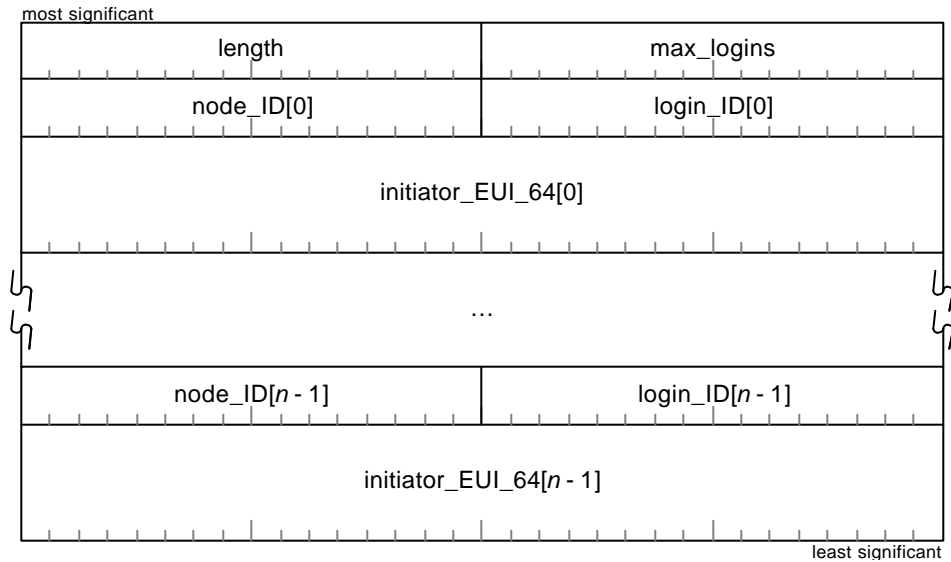 most significant
length max_logins
node_ID[0] login_ID[0]
initiator_EUI_64[0]
…
node_ID[n - 1] login_ID[n - 1]
initiator_EUI_64[n - 1]
least significant